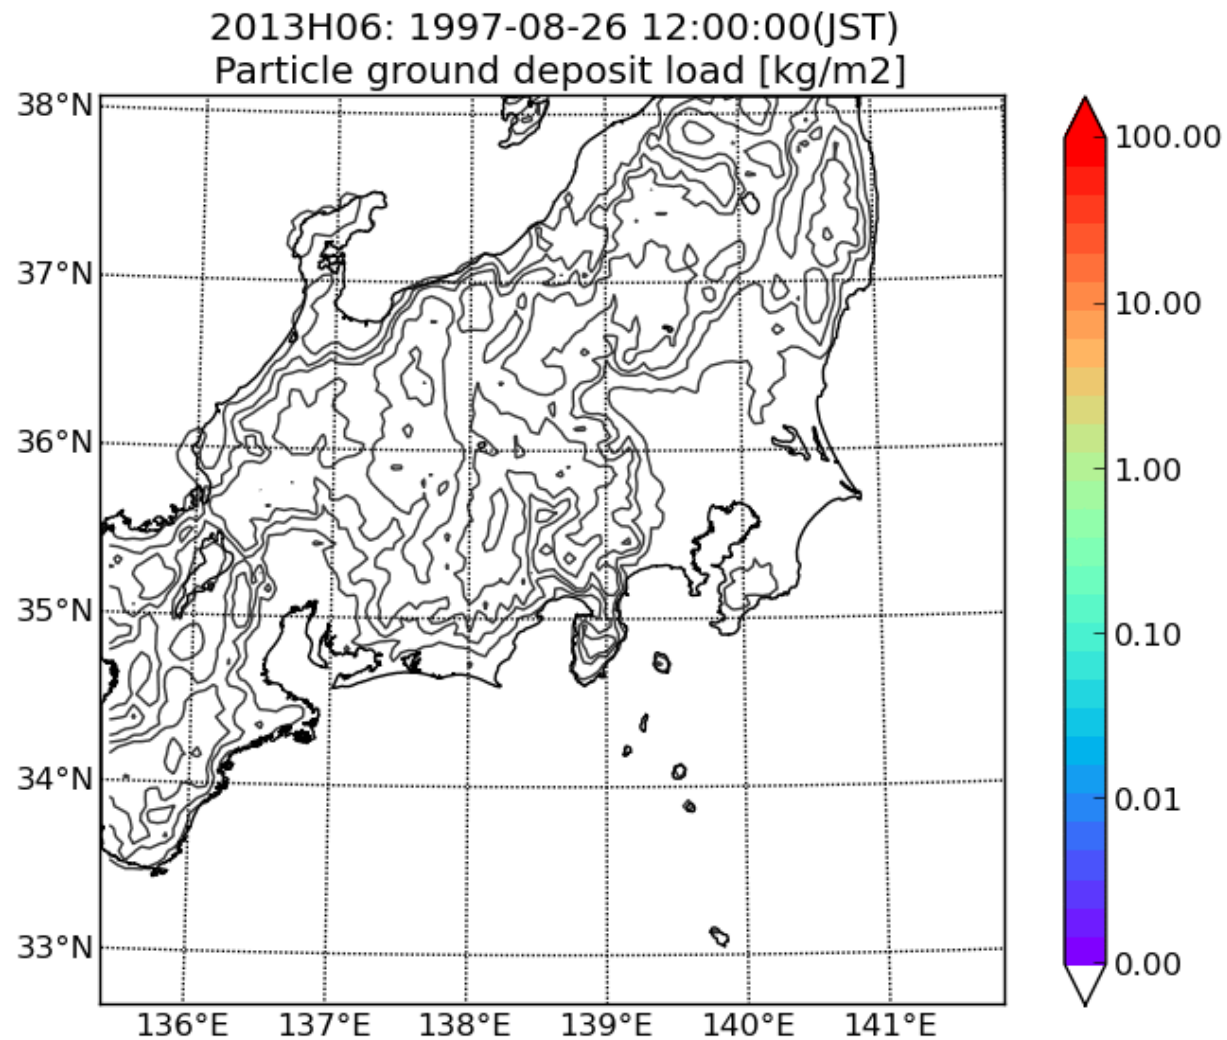 2013H06: 1997-08-26 12:00:00(JST)
Particle ground deposit load [kg/m2]
38°N
37°N
36°N
35°N
34°N
33°N
136°E 137°E 138°E 139°E 140°E 141°E
100.00
10.00
1.00
0.10
0.01
0.00